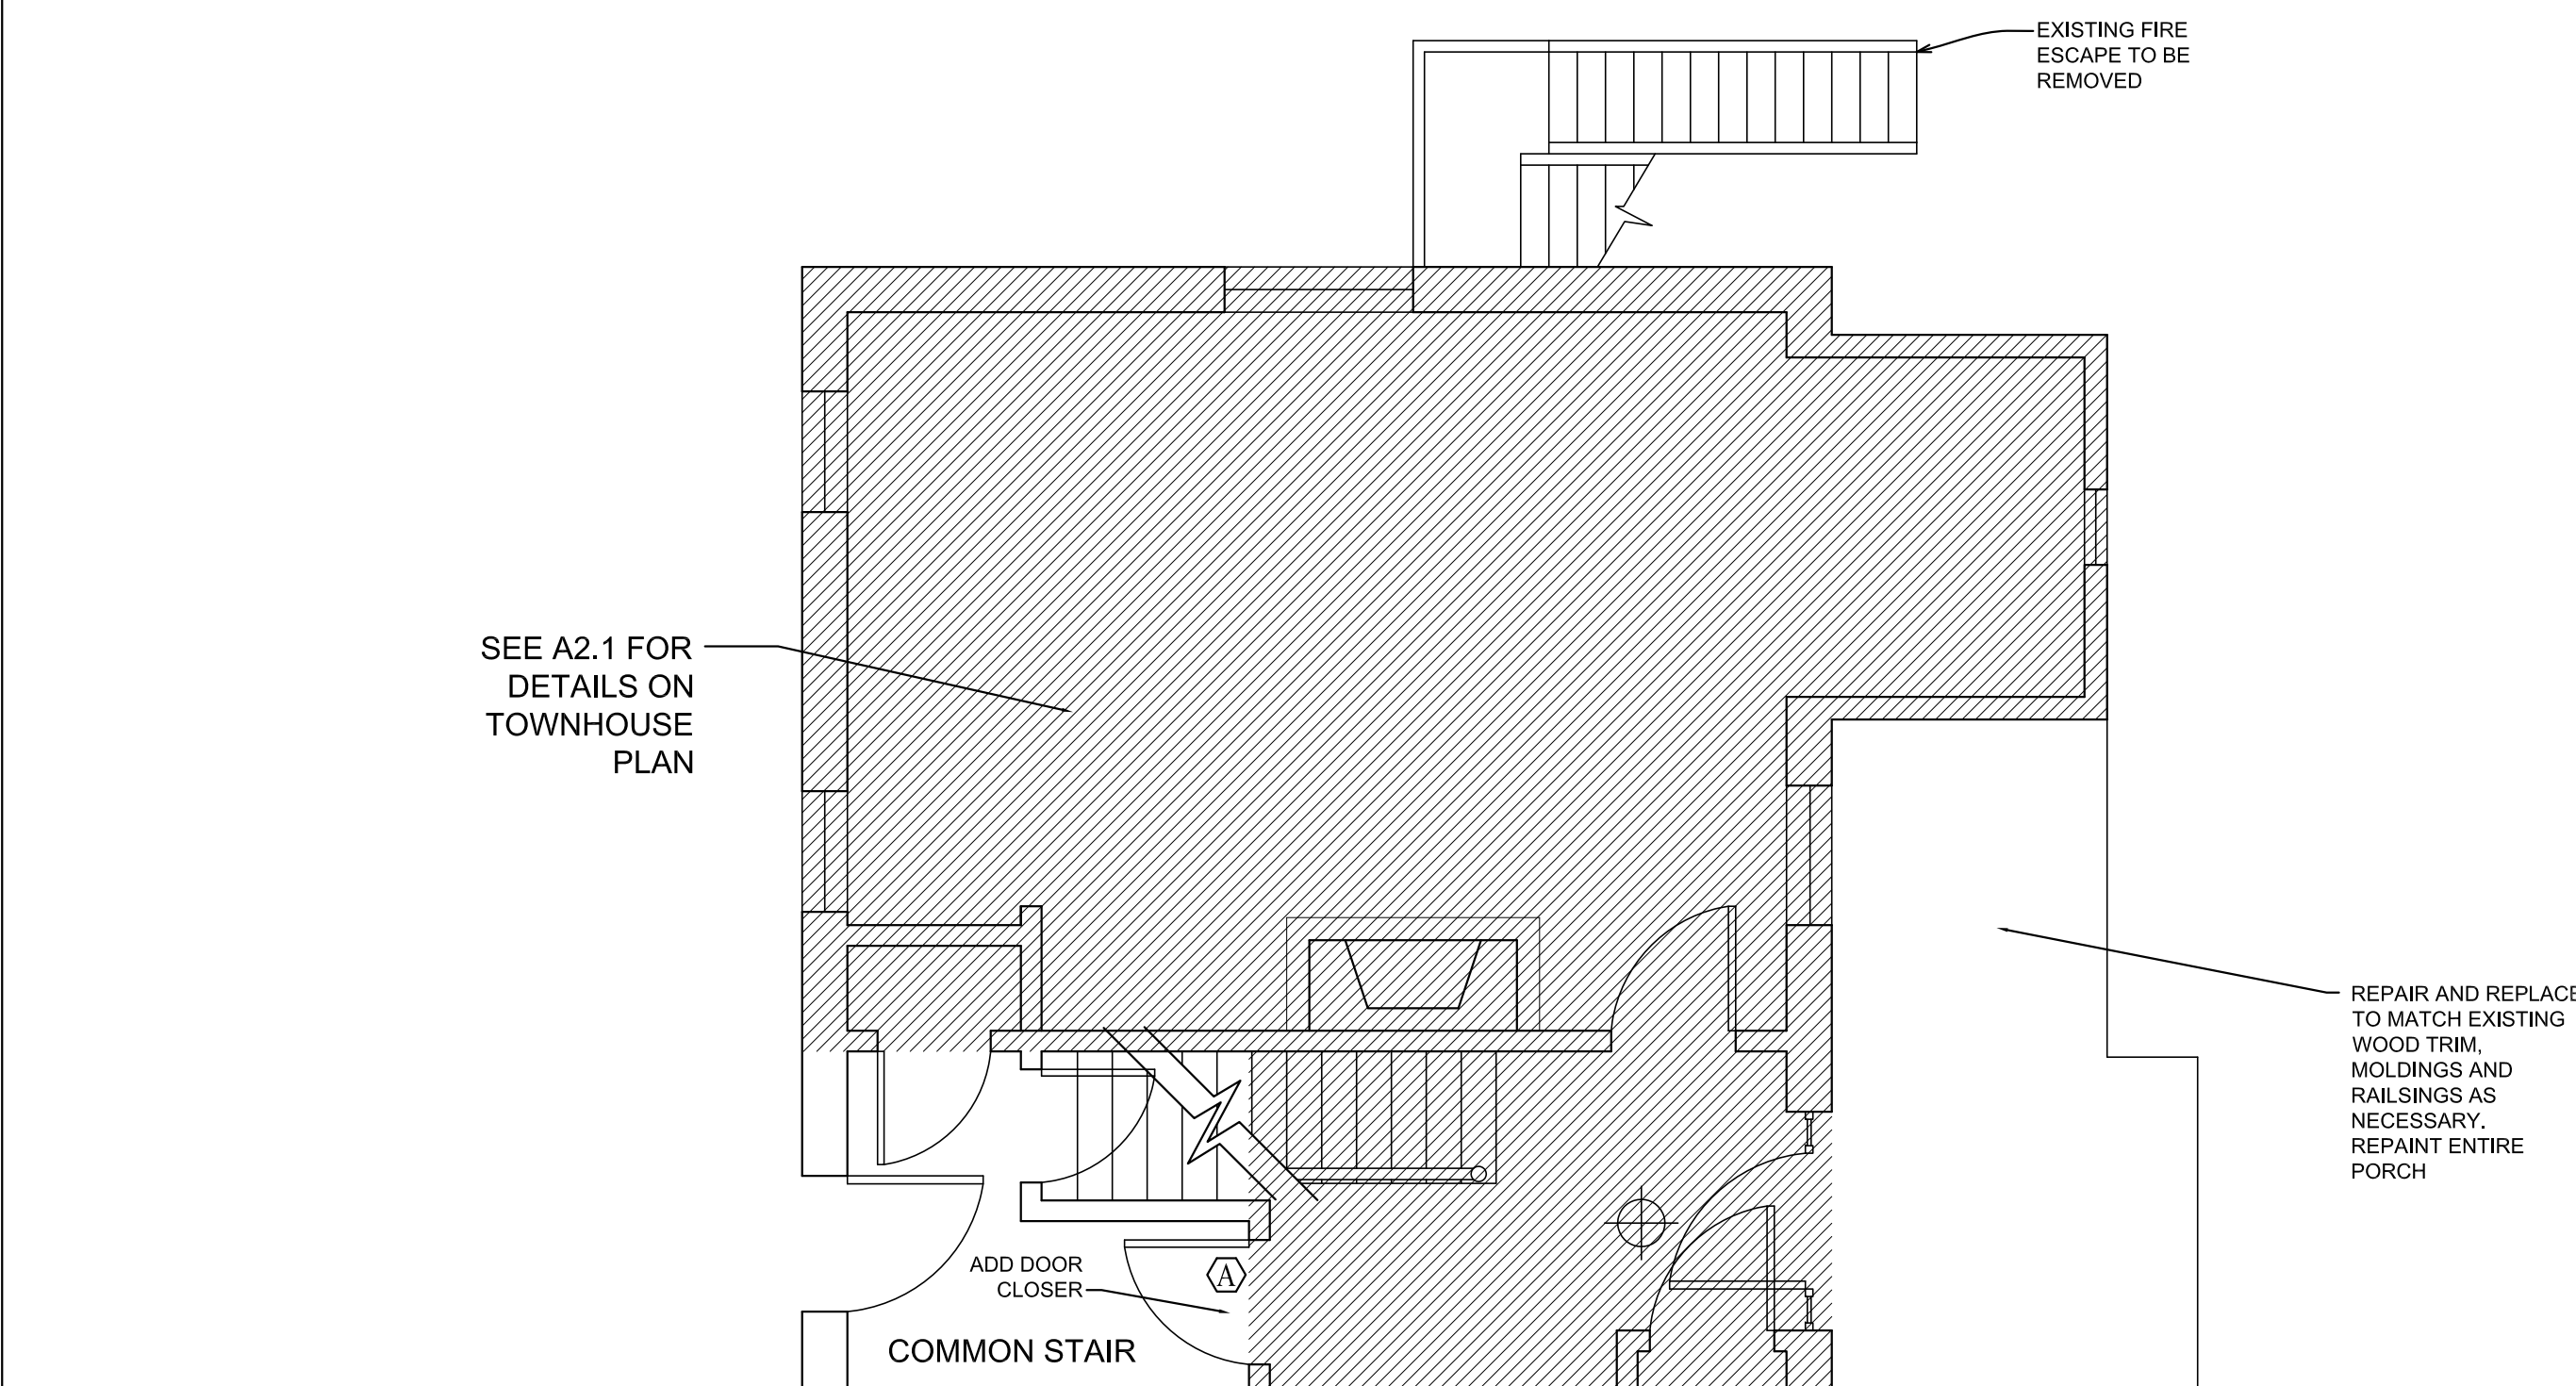 EXISTING FIRE
ESCAPE TO BE
REMOVED
SEE A2.1 FOR
DETAILS ON
TOWNHOUSE
PLAN
REPAIR AND REPLACE
TO MATCH EXISTING
WOOD TRIM,
MOLDINGS AND
RAILSINGS AS
NECESSARY.
REPAINT ENTIRE
PORCH
ADD DOOR
CLOSER
A
COMMON STAIR